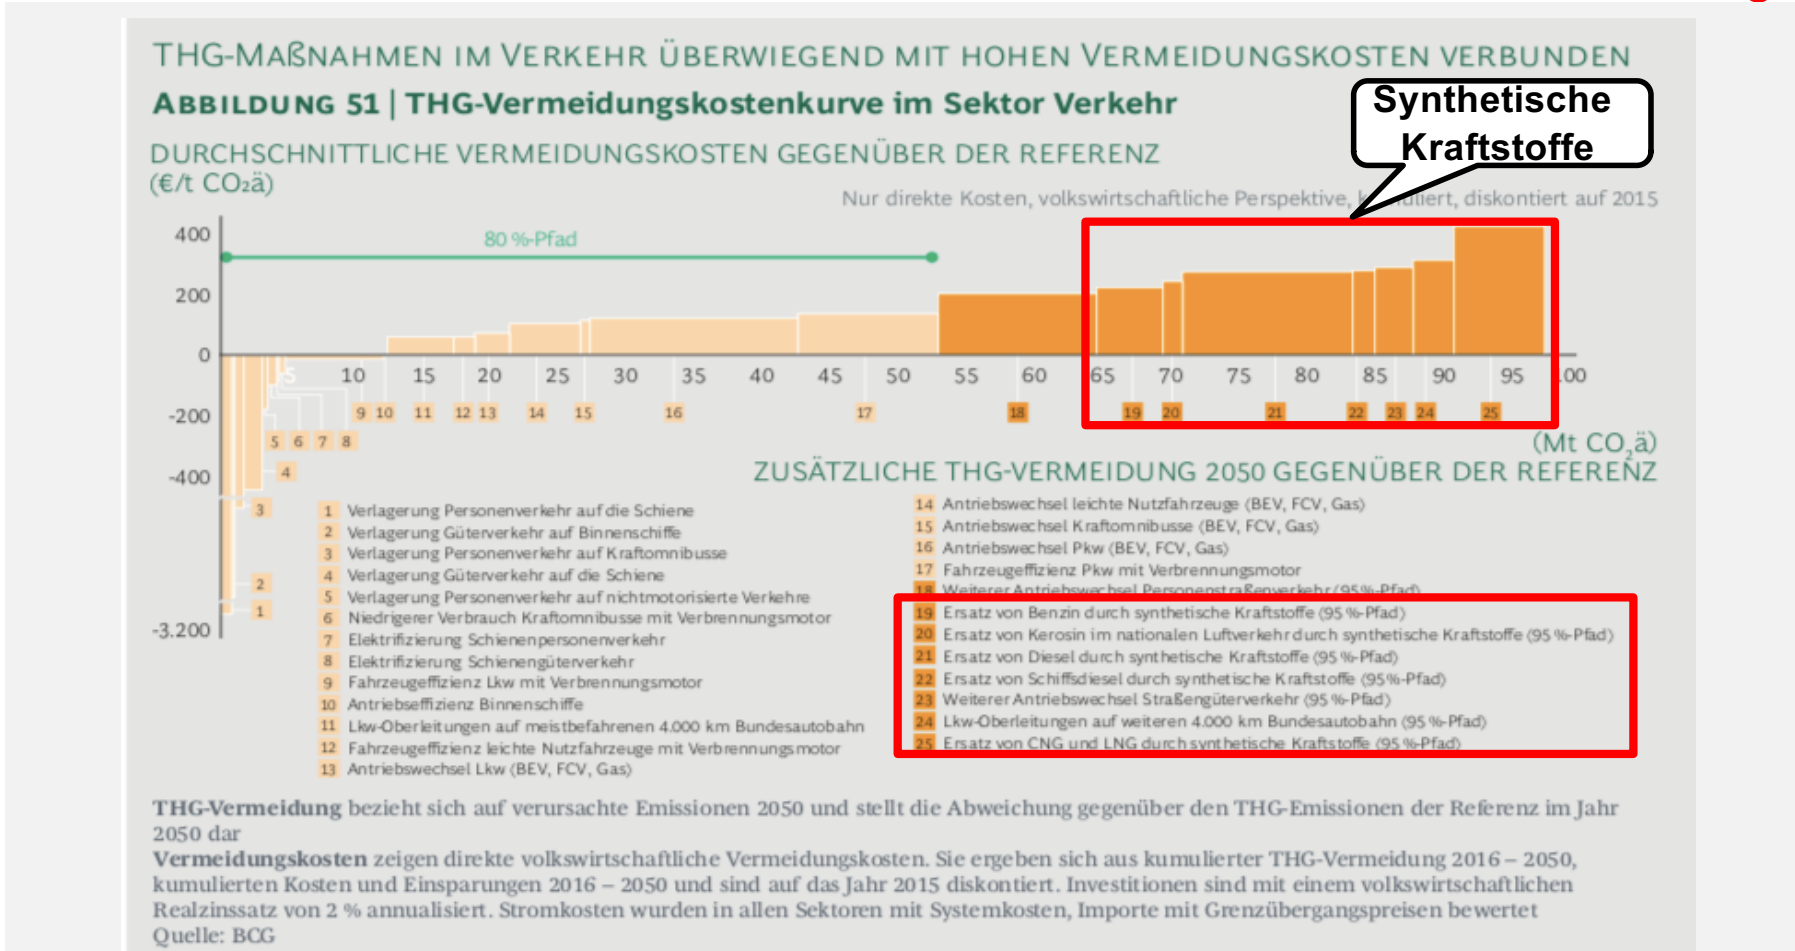 THG-MAßNAHMEN IM VERKEHR ÜBERWIEGEND MIT HOHEN VERMEIDUNGSKOSTEN VERBUNDEN
ABBILDUNG 51 | THG-Vermeidungskostenkurve im Sektor Verkehr
Synthetische
Kraftstoffe
DURCHSCHNITTLICHE VERMEIDUNGSKOSTEN GEGENÜBER DER REFERENZ
(€/t CO₂ä)
Nur direkte Kosten, volkswirtschaftliche Perspektive, diskontiert auf 2015
400
80 %-Pfad
200
0
5 10 15 20 25 30 35 40 45 50 55 60 65 70 75 80 85 90 95 00
-200
9 10 11 12 13 14 15 16 17 18 19 20 21 22 23 24 25
5 6 7 8
(Mt CO₂ä)
-400
4
ZUSÄTZLICHE THG-VERMEIDUNG 2050 GEGENÜBER DER REFERENZ
3
2
1
-3.200
1 Verlagerung Personenverkehr auf die Schiene
2 Verlagerung Güterverkehr auf Binnenschiffe
3 Verlagerung Personenverkehr auf Kraftomnibusse
4 Verlagerung Güterverkehr auf die Schiene
5 Verlagerung Personenverkehr auf nichtmotorisierte Verkehre
6 Niedrigerer Verbrauch Kraftomnibusse mit Verbrennungsmotor
7 Elektrifizierung Schienenpersonenverkehr
8 Elektrifizierung Schienengüterverkehr
9 Fahrzeugeffizienz Lkw mit Verbrennungsmotor
10 Antriebseffizienz Binnenschiffe
11 Lkw-Oberleitungen auf meistbefahrenen 4.000 km Bundesautobahn
12 Fahrzeugeffizienz leichte Nutzfahrzeuge mit Verbrennungsmotor
13 Antriebswechsel Lkw (BEV, FCV, Gas)
14 Antriebswechsel leichte Nutzfahrzeuge (BEV, FCV, Gas)
15 Antriebswechsel Kraftomnibusse (BEV, FCV, Gas)
16 Antriebswechsel Pkw (BEV, FCV, Gas)
17 Fahrzeugeffizienz Pkw mit Verbrennungsmotor
18 Weiterer Antriebswechsel Personenstraßenverkehr (95%-Pfad)
19 Ersatz von Benzin durch synthetische Kraftstoffe (95 %-Pfad)
20 Ersatz von Kerosin im nationalen Luftverkehr durch synthetische Kraftstoffe (95 %-Pfad)
21 Ersatz von Diesel durch synthetische Kraftstoffe (95 %-Pfad)
22 Ersatz von Schiffsdiesel durch synthetische Kraftstoffe (95%-Pfad)
23 Weiterer Antriebswechsel Straßengüterverkehr (95 %-Pfad)
24 Lkw-Oberleitungen auf weiteren 4.000 km Bundesautobahn (95 %-Pfad)
25 Ersatz von CNG und LNG durch synthetische Kraftstoffe (95 %-Pfad)
THG-Vermeidung bezieht sich auf verursachte Emissionen 2050 und stellt die Abweichung gegenüber den THG-Emissionen der Referenz im Jahr
2050 dar
Vermeidungskosten zeigen direkte volkswirtschaftliche Vermeidungskosten. Sie ergeben sich aus kumulierter THG-Vermeidung 2016 – 2050,
kumulierten Kosten und Einsparungen 2016 – 2050 und sind auf das Jahr 2015 diskontiert. Investitionen sind mit einem volkswirtschaftlichen
Realzinssatz von 2 % annualisiert. Stromkosten wurden in allen Sektoren mit Systemkosten, Importe mit Grenzübergangspreisen bewertet
Quelle: BCG